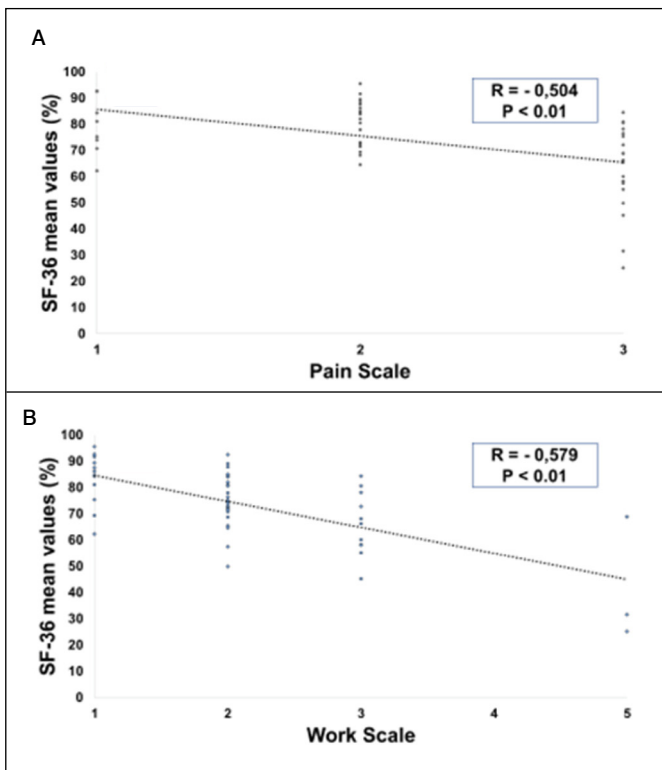 A
R = - 0,504
P < 0.01
SF-36 mean values (%)
100
90
80
70
60
50
40
30
20
10
0
1 2 3
Pain Scale
B
R = - 0,579
P < 0.01
SF-36 mean values (%)
100
90
80
70
60
50
40
30
20
10
0
1 2 3 4 5
Work Scale